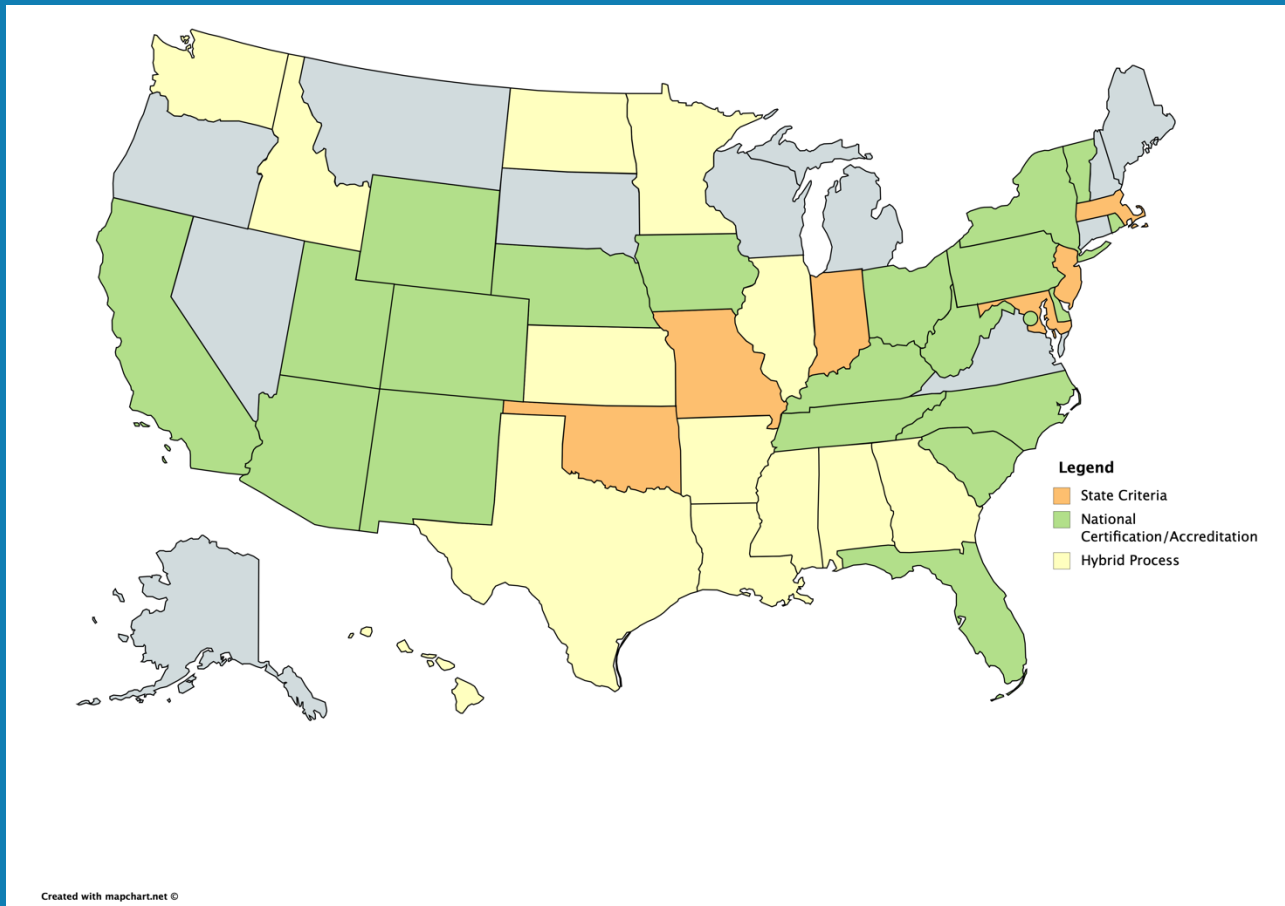 Legend
State Criteria
National
Certification/Accreditation
Hybrid Process
Created with mapchart.net ©